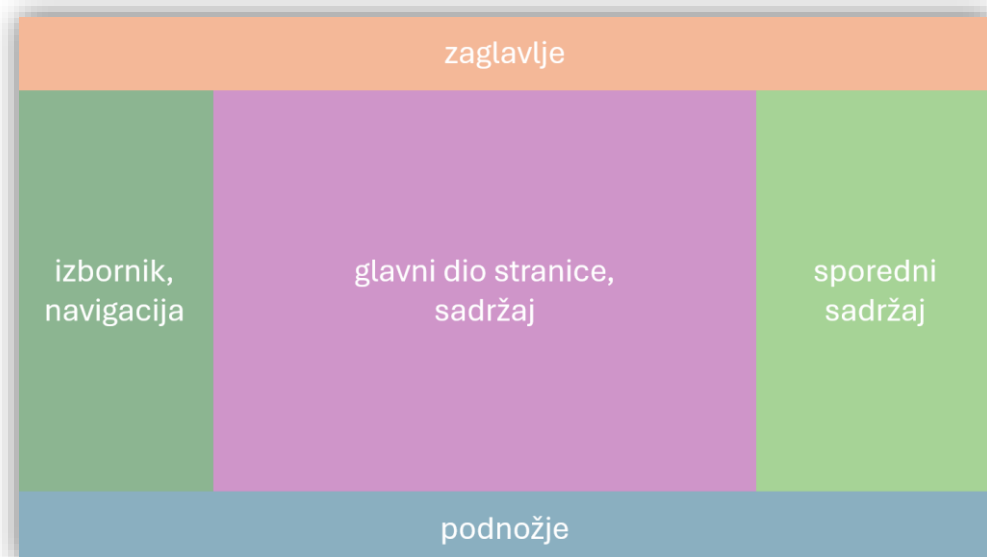 zaglavlje
izbornik,
navigacija
glavni dio stranice,
sadržaj
sporedni
sadržaj
podnožje